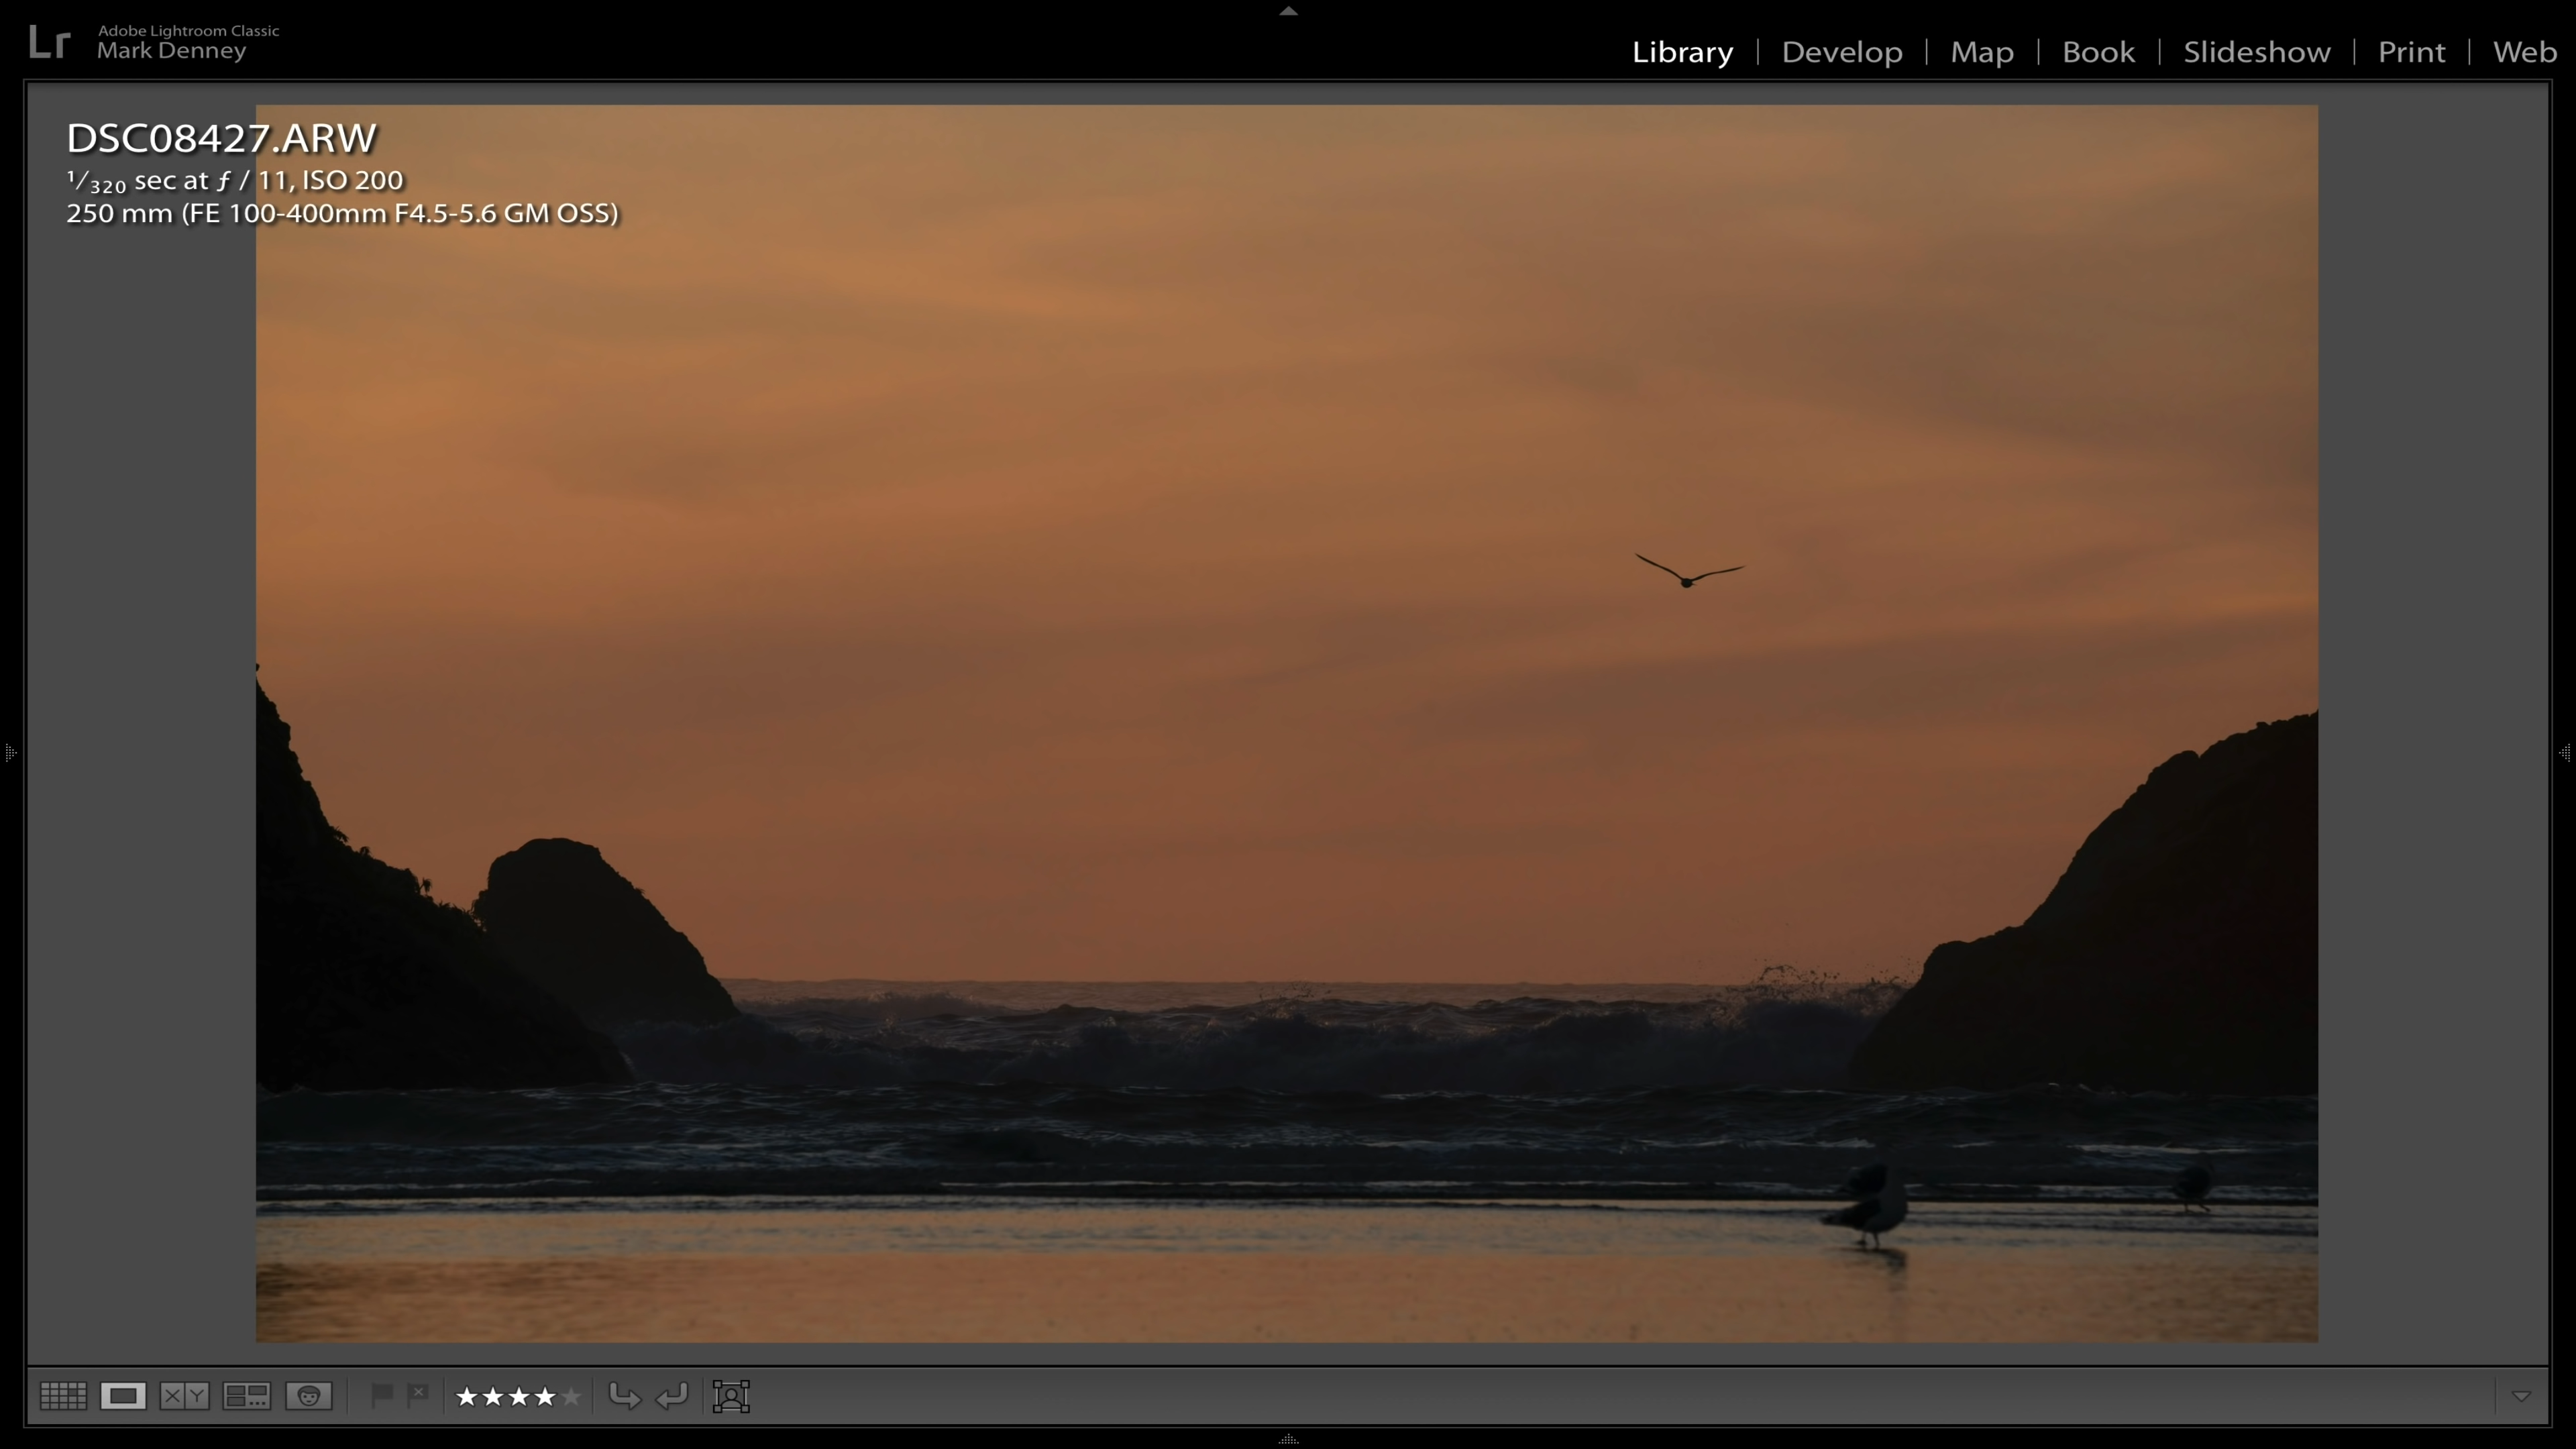 Lr
Adobe Lightroom Classic
Mark Denney
Library | Develop | Map | Book | Slideshow | Print | Web
DSC08427.ARW
1/320 sec at ƒ / 11, ISO 200
250 mm (FE 100-400mm F4.5-5.6 GM OSS)
X Y